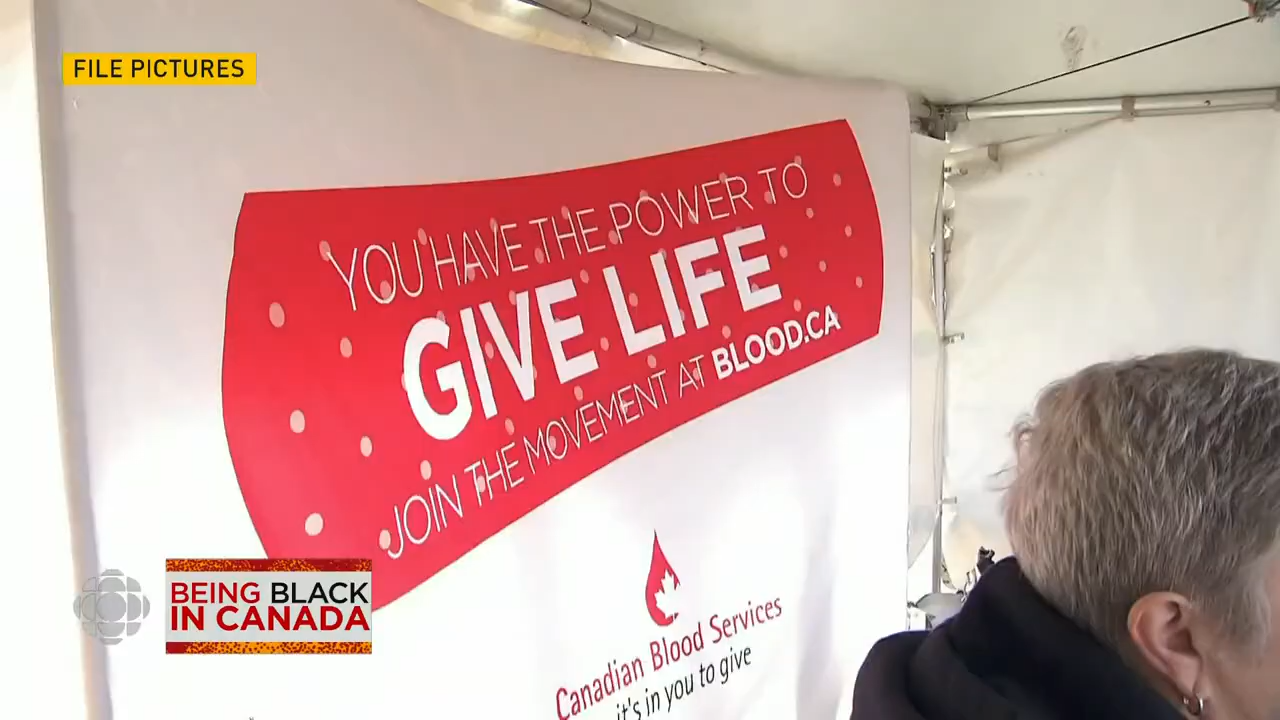 FILE PICTURES
YOU HAVE THE POWER TO
GIVE LIFE
JOIN THE MOVEMENT AT BLOOD.CA
BEING BLACK
IN CANADA
Canadian Blood Services
it's in you to give